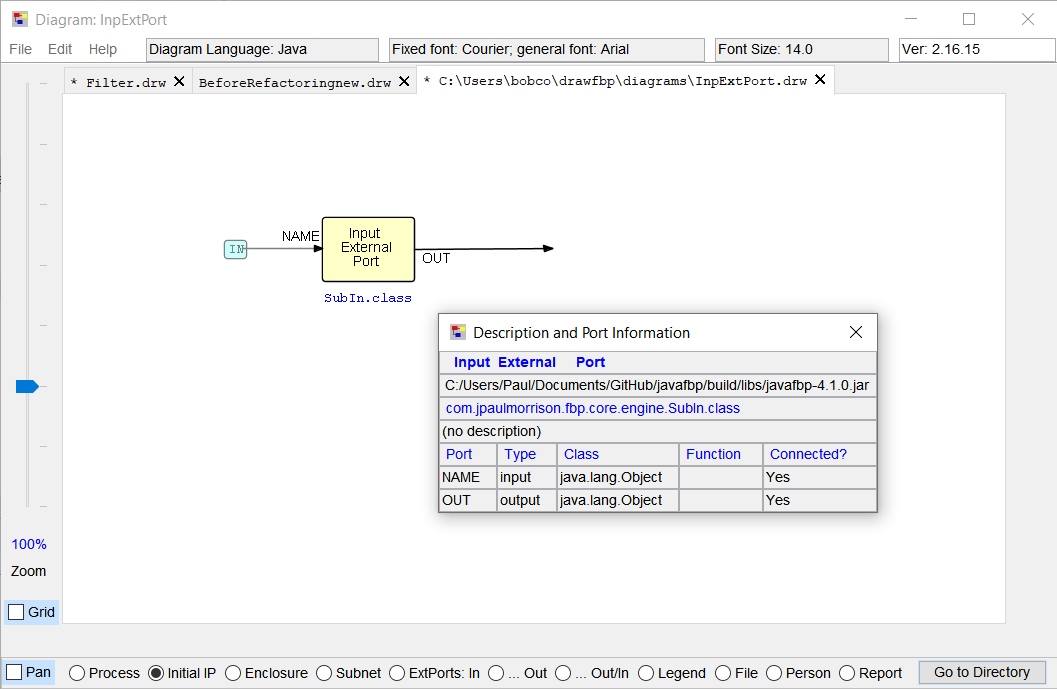 Diagram: InpExtPort
File Edit Help Diagram Language: Java Fixed font: Courier; general font: Arial Font Size: 14.0 Ver: 2.16.15
* Filter.drw BeforeRefactoringnew.drw * C:\Users\bobco\drawfbp\diagrams\InpExtPort.drw
IN
NAME
Input
External
Port
OUT
SubIn.class
Description and Port Information
Input External Port
C:/Users/Paul/Documents/GitHub/javafbp/build/libs/javafbp-4.1.0.jar
com.jpaulmorrison.fbp.core.engine.SubIn.class
(no description)
Port Type Class Function Connected?
NAME input java.lang.Object Yes
OUT output java.lang.Object Yes
100%
Zoom
Grid
Pan Process Initial IP Enclosure Subnet ExtPorts: In ... Out ... Out/In Legend File Person Report Go to Directory